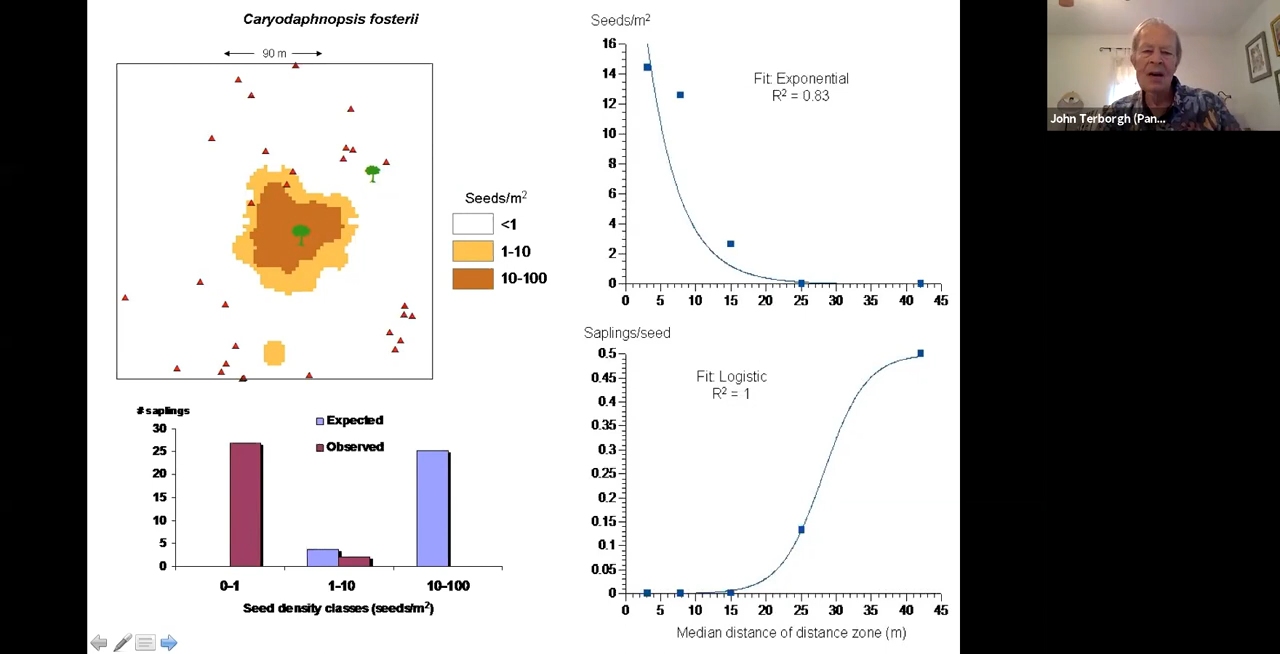 Caryodaphnopsis fosterii
90 m
Seeds/m²
<1
1-10
10-100
# saplings
30
25
20
15
10
5
0
Expected
Observed
0-1
1-10
10-100
Seed density classes (seeds/m²)
Seeds/m²
16
14
12
10
8
6
4
2
0
Fit: Exponential
R² = 0.83
0 5 10 15 20 25 30 35 40 45
Saplings/seed
0.5
0.45
0.4
0.35
0.3
0.25
0.2
0.15
0.1
0.05
0
Fit: Logistic
R² = 1
0 5 10 15 20 25 30 35 40 45
Median distance of distance zone (m)
John Terborgh (Pan...